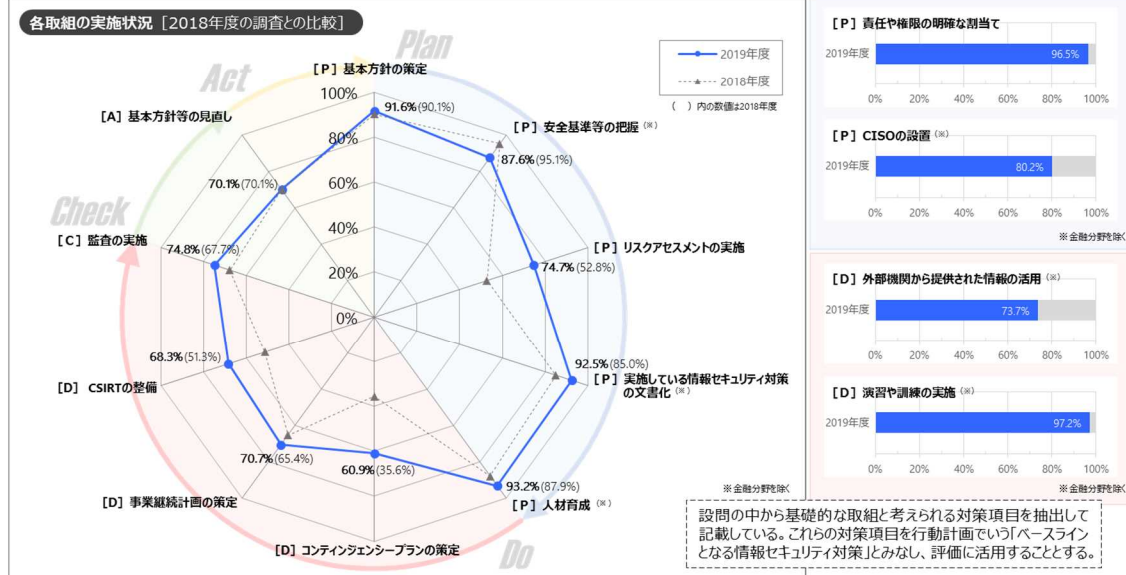 各取組の実施状況 [2018年度の調査との比較]
Plan
Act
Check
Do
2019年度
2018年度
( )内の数値は2018年度
[P] 基本方針の策定
100%
80%
60%
40%
20%
0%
91.6%(90.1%)
[P] 安全基準等の把握 (※)
87.6%(95.1%)
[P] リスクアセスメントの実施
74.7%(52.8%)
92.5%(85.0%)
[P] 実施している情報セキュリティ対策
の文書化 (※)
93.2%(87.9%)
[P] 人材育成 (※)
60.9%(35.6%)
[D] コンティンジェンシープランの策定
70.7%(65.4%)
[D] 事業継続計画の策定
68.3%(51.3%)
[D] CSIRTの整備
74.8%(67.7%)
[C] 監査の実施
70.1%(70.1%)
[A] 基本方針等の見直し
※金融分野を除く
[P] 責任や権限の明確な割当て
2019年度
96.5%
0% 20% 40% 60% 80% 100%
[P] CISOの設置 (※)
2019年度
80.2%
0% 20% 40% 60% 80% 100%
※金融分野を除く
[D] 外部機関から提供された情報の活用 (※)
2019年度
73.7%
0% 20% 40% 60% 80% 100%
[D] 演習や訓練の実施 (※)
2019年度
97.2%
0% 20% 40% 60% 80% 100%
※金融分野を除く
設問の中から基礎的な取組と考えられる対策項目を抽出して
記載している。これらの対策項目を行動計画でいう「ベースライン
となる情報セキュリティ対策」とみなし、評価に活用することとする。